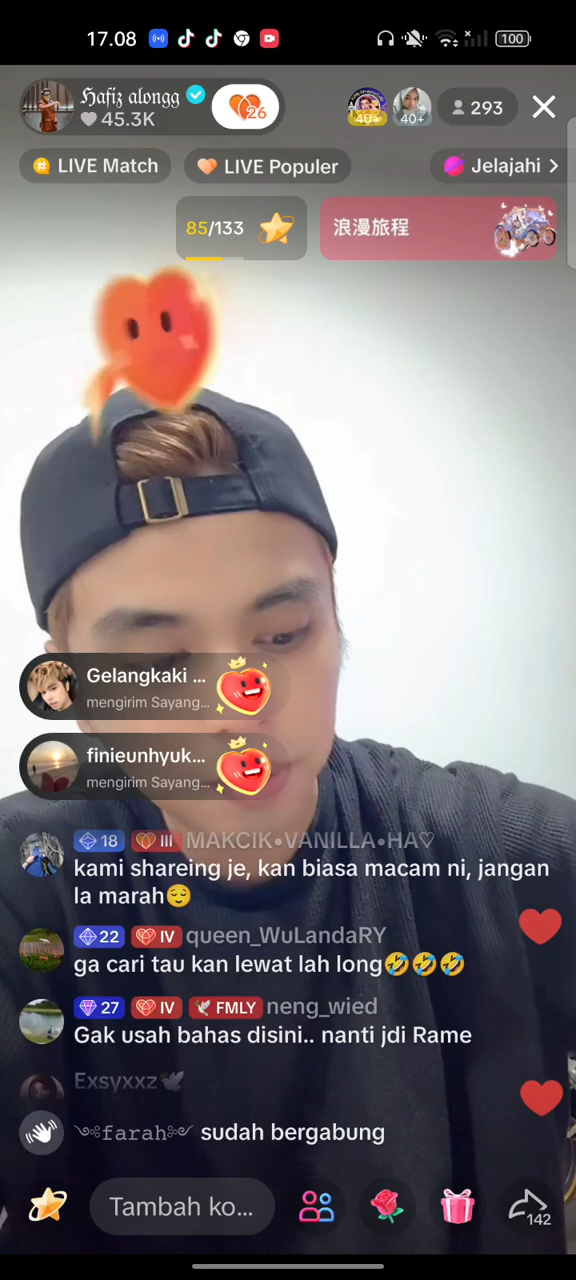 17.08
100
Hafiz alongg
45.3K
26
40+
40+
293
LIVE Match
LIVE Populer
Jelajahi
85/133
浪漫旅程
Gelangkaki ...
mengirim Sayang...
finieunhyuk...
mengirim Sayang...
18 III MAKCIK•VANILLA•HA♡
kami shareing je, kan biasa macam ni, jangan
la marah😌
22 IV queen_WuLandaRY
ga cari tau kan lewat lah long🤣🤣🤣
27 IV FMLY neng_wied
Gak usah bahas disini.. nanti jdi Rame
Exsyxxz🕊
༺farah༻ sudah bergabung
Tambah ko...
142